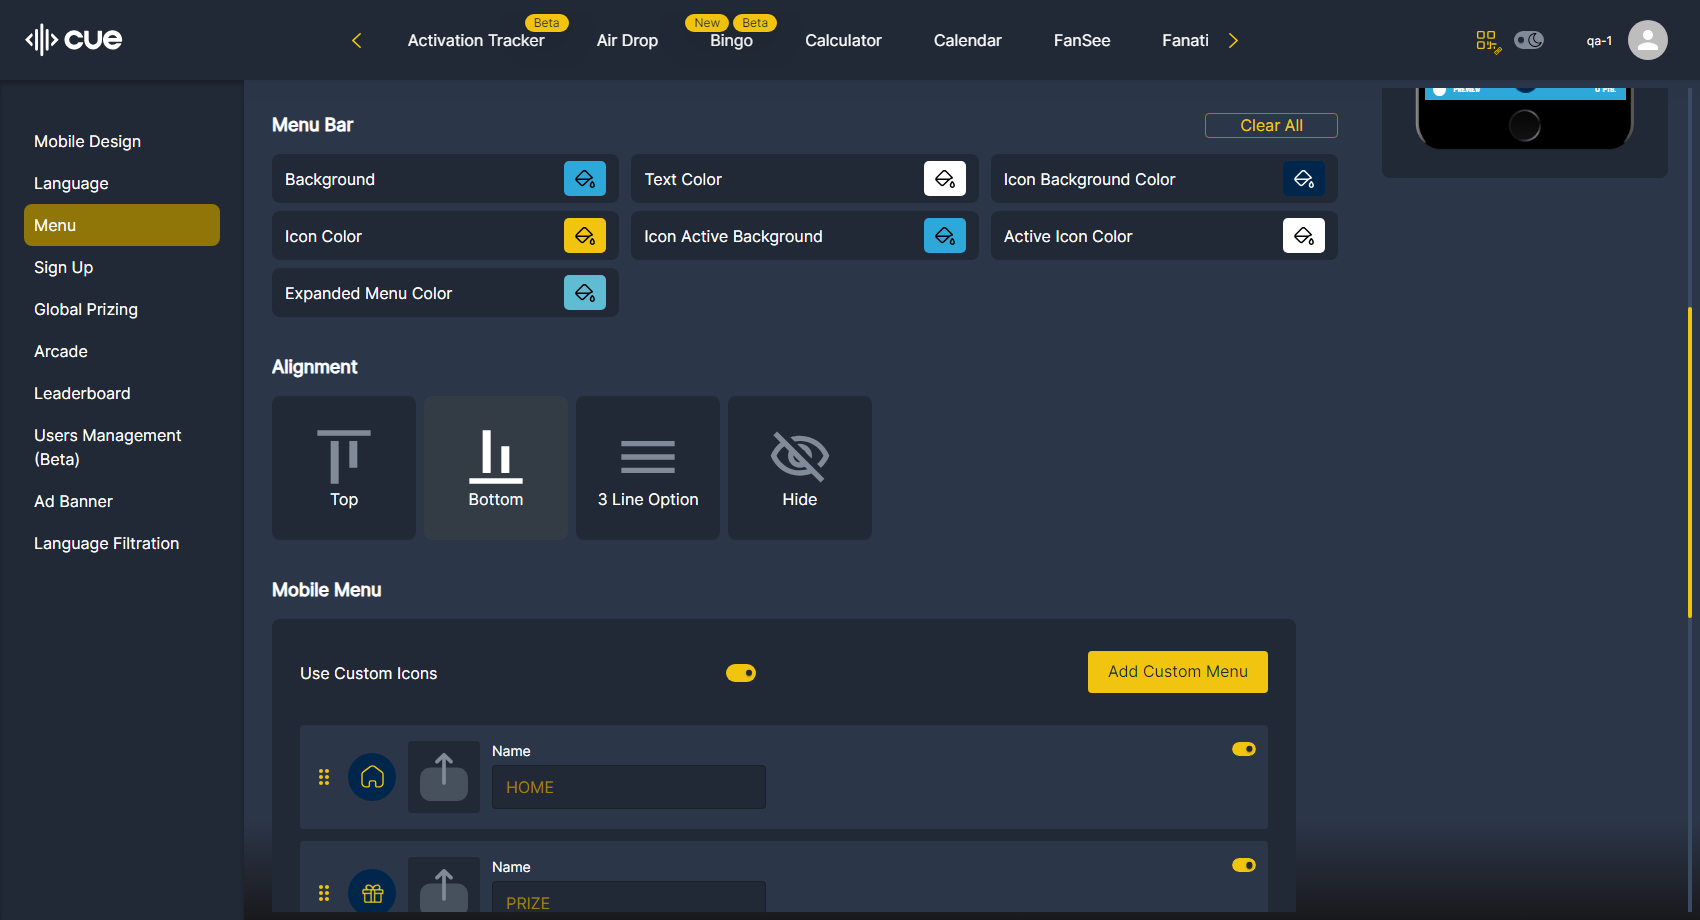 cue
Activation Tracker
Beta
Air Drop
New
Beta
Bingo
Calculator
Calendar
FanSee
Fanati
qa-1
Mobile Design
Language
Menu
Sign Up
Global Prizing
Arcade
Leaderboard
Users Management
(Beta)
Ad Banner
Language Filtration
PREVIEW
0 Pts.
Menu Bar
Clear All
Background
Text Color
Icon Background Color
Icon Color
Icon Active Background
Active Icon Color
Expanded Menu Color
Alignment
Top
Bottom
3 Line Option
Hide
Mobile Menu
Use Custom Icons
Add Custom Menu
Name
HOME
Name
PRIZE